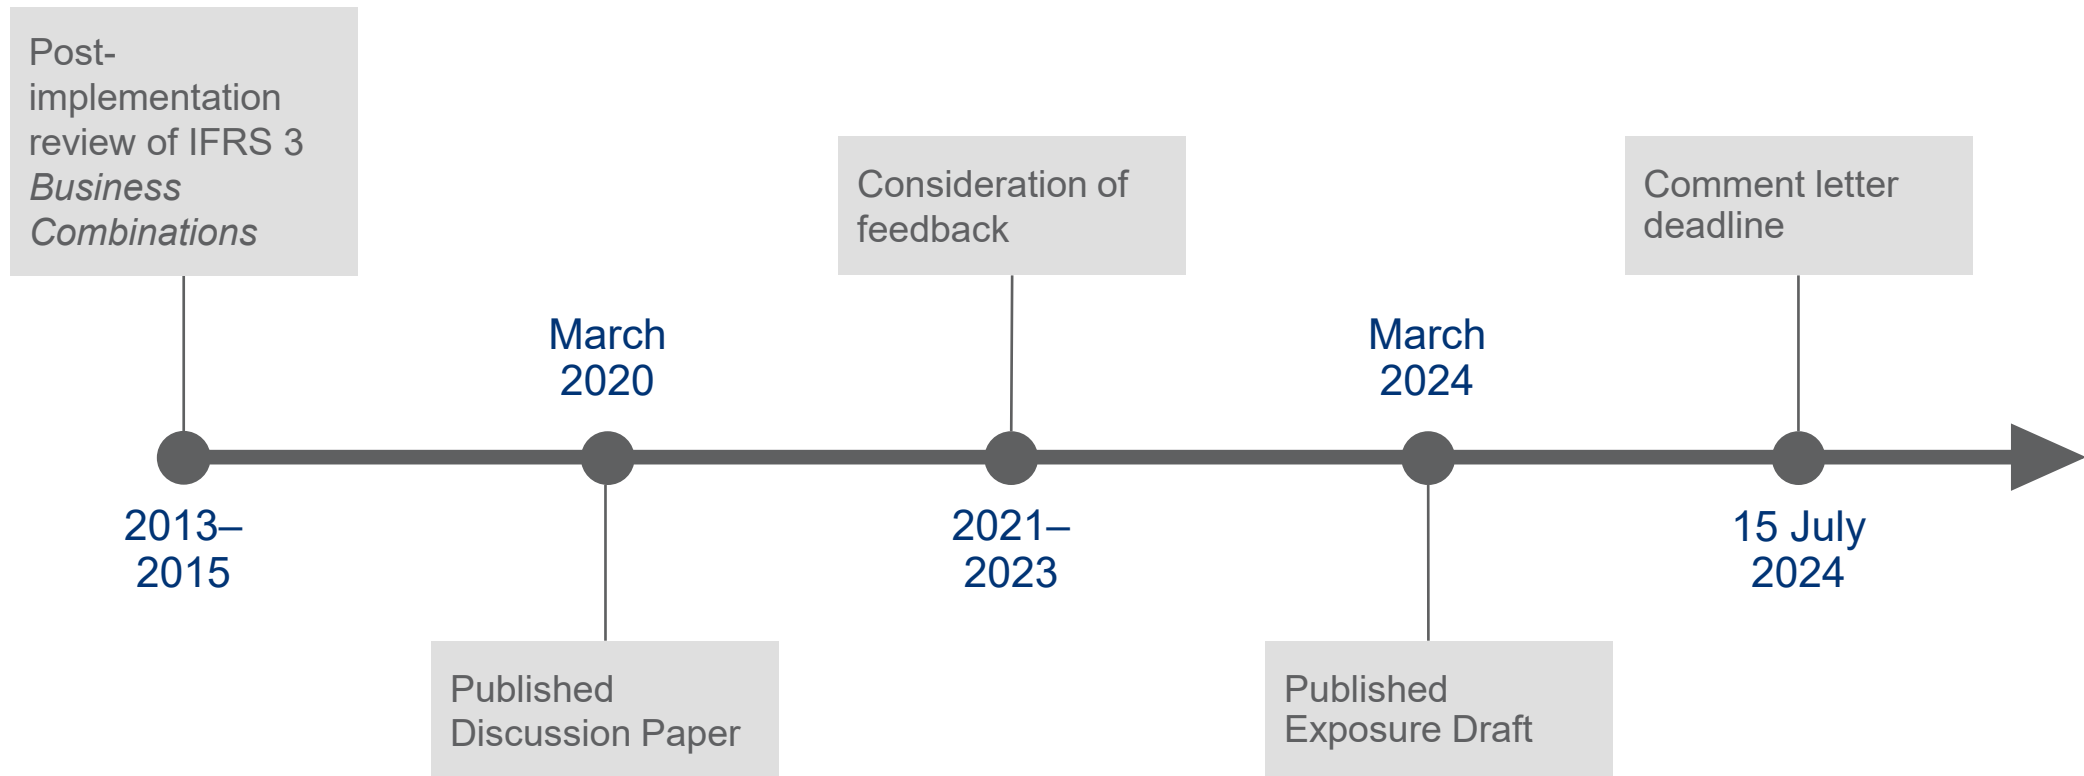 Post-
implementation
review of IFRS 3
Business
Combinations
2013–
2015
March
2020
Published
Discussion Paper
Consideration of
feedback
2021–
2023
March
2024
Published
Exposure Draft
Comment letter
deadline
15 July
2024